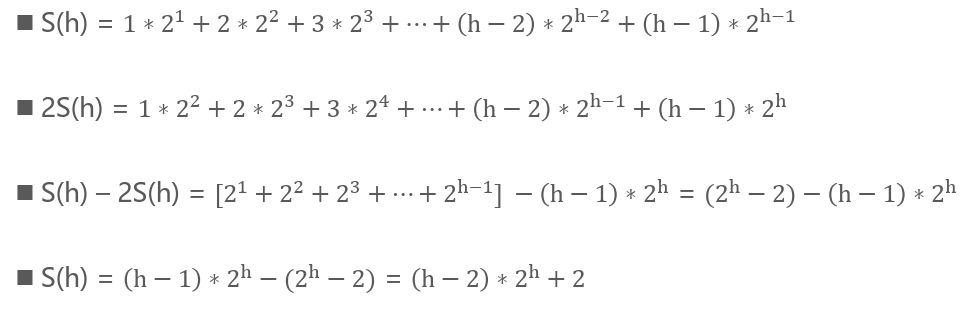 ■ S(h) = 1 ∗ 2¹ + 2 ∗ 2² + 3 ∗ 2³ + ⋯ + (h − 2) ∗ 2ʰ⁻² + (h − 1) ∗ 2ʰ⁻¹
■ 2S(h) = 1 ∗ 2² + 2 ∗ 2³ + 3 ∗ 2⁴ + ⋯ + (h − 2) ∗ 2ʰ⁻¹ + (h − 1) ∗ 2ʰ
■ S(h) − 2S(h) = [2¹ + 2² + 2³ + ⋯ + 2ʰ⁻¹] − (h − 1) ∗ 2ʰ = (2ʰ − 2) − (h − 1) ∗ 2ʰ
■ S(h) = (h − 1) ∗ 2ʰ − (2ʰ − 2) = (h − 2) ∗ 2ʰ + 2